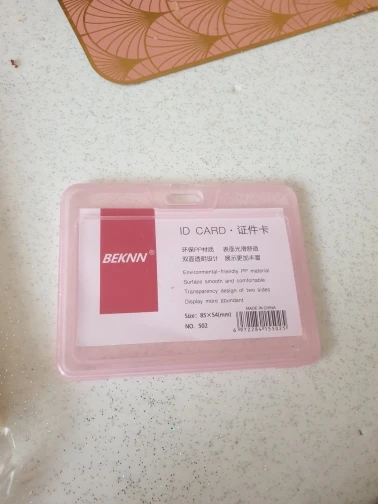 ID CARD · 证件卡
环保PP材质 表面光滑舒适
双面透明设计 展示更加丰富
BEKNN®
Environmental-friendly PP material
Surface smooth and comfortable
Transparency design of two sides
Display more abundant
MADE IN CHINA
Size: 85×54(mm)
NO. 502